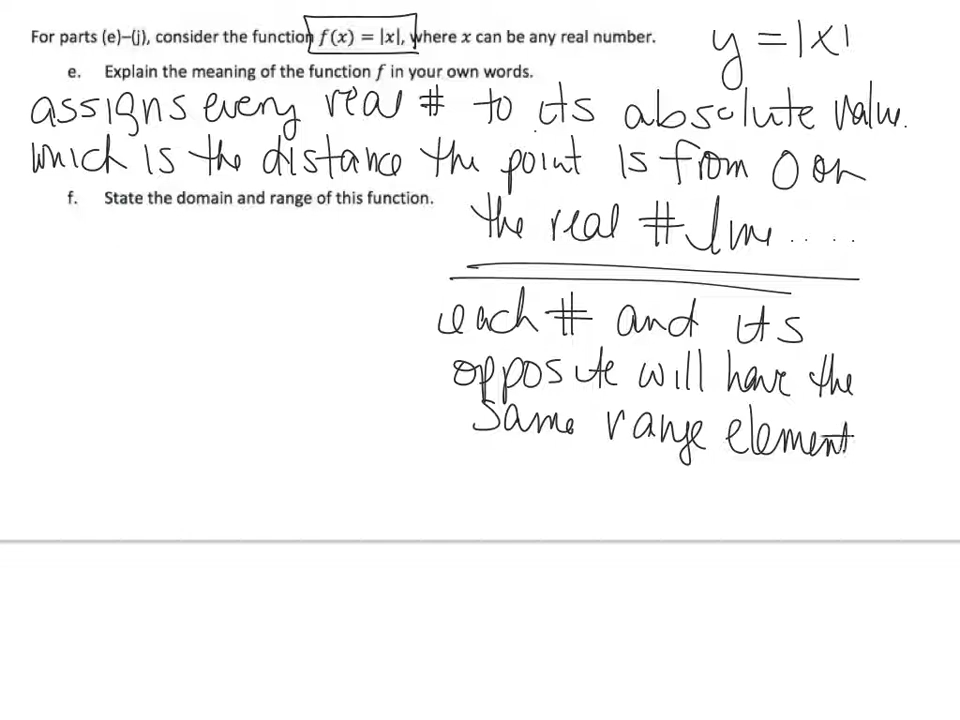 For parts (e)–(j), consider the function f(x) = |x|, where x can be any real number.
y = |x|
e. Explain the meaning of the function f in your own words.
assigns every real # to its absolute value.
which is the distance the point is from 0 on
f. State the domain and range of this function.
the real # line .....
each # and its
opposite will have the
same range element